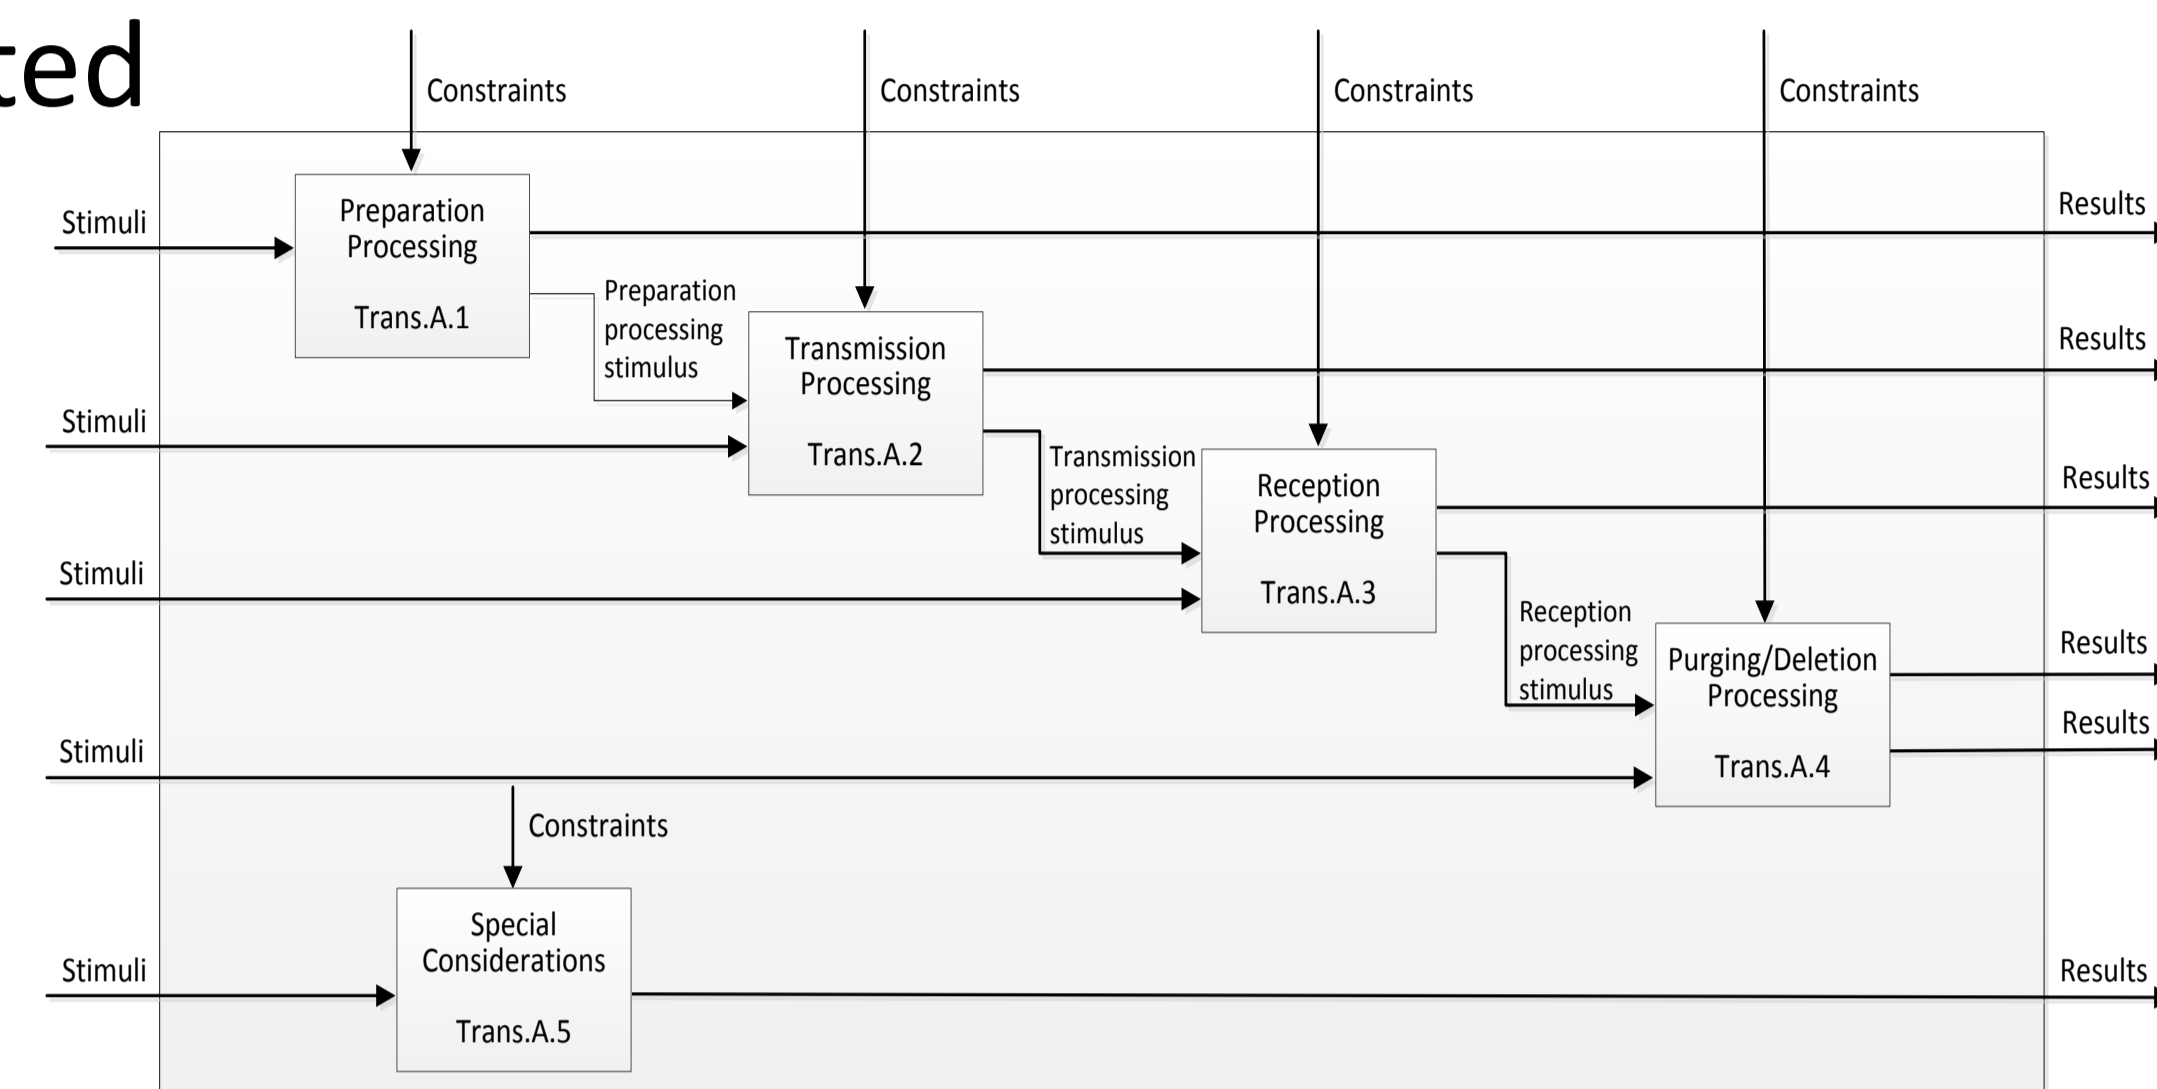 ted
Constraints
Constraints
Constraints
Constraints
Stimuli
Preparation
Processing
Trans.A.1
Results
Preparation
processing
stimulus
Transmission
Processing
Trans.A.2
Results
Stimuli
Transmission
processing
stimulus
Reception
Processing
Trans.A.3
Results
Stimuli
Reception
processing
stimulus
Purging/Deletion
Processing
Trans.A.4
Results
Results
Stimuli
Constraints
Special
Considerations
Trans.A.5
Stimuli
Results